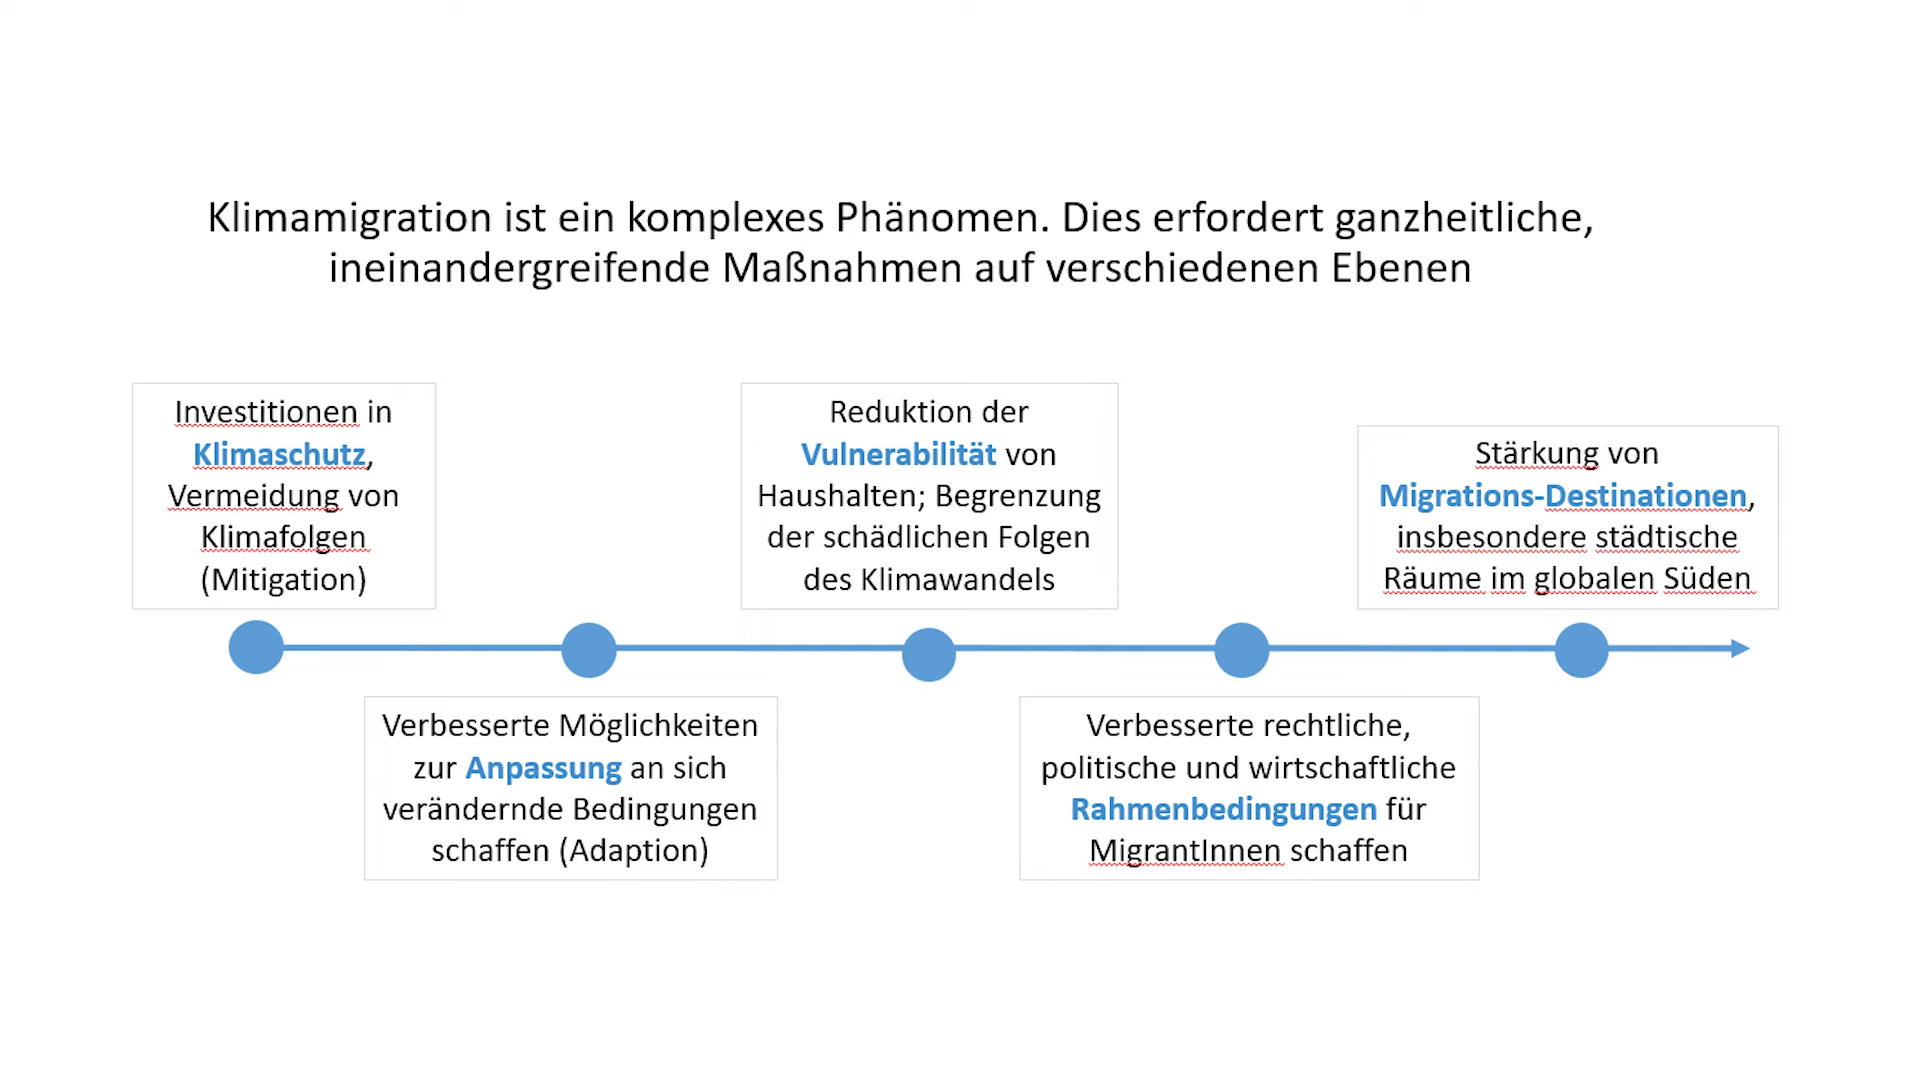 Klimamigration ist ein komplexes Phänomen. Dies erfordert ganzheitliche,
ineinandergreifende Maßnahmen auf verschiedenen Ebenen
Investitionen in
Klimaschutz,
Vermeidung von
Klimafolgen
(Mitigation)
Verbesserte Möglichkeiten
zur Anpassung an sich
verändernde Bedingungen
schaffen (Adaption)
Reduktion der
Vulnerabilität von
Haushalten; Begrenzung
der schädlichen Folgen
des Klimawandels
Verbesserte rechtliche,
politische und wirtschaftliche
Rahmenbedingungen für
MigrantInnen schaffen
Stärkung von
Migrations-Destinationen,
insbesondere städtische
Räume im globalen Süden